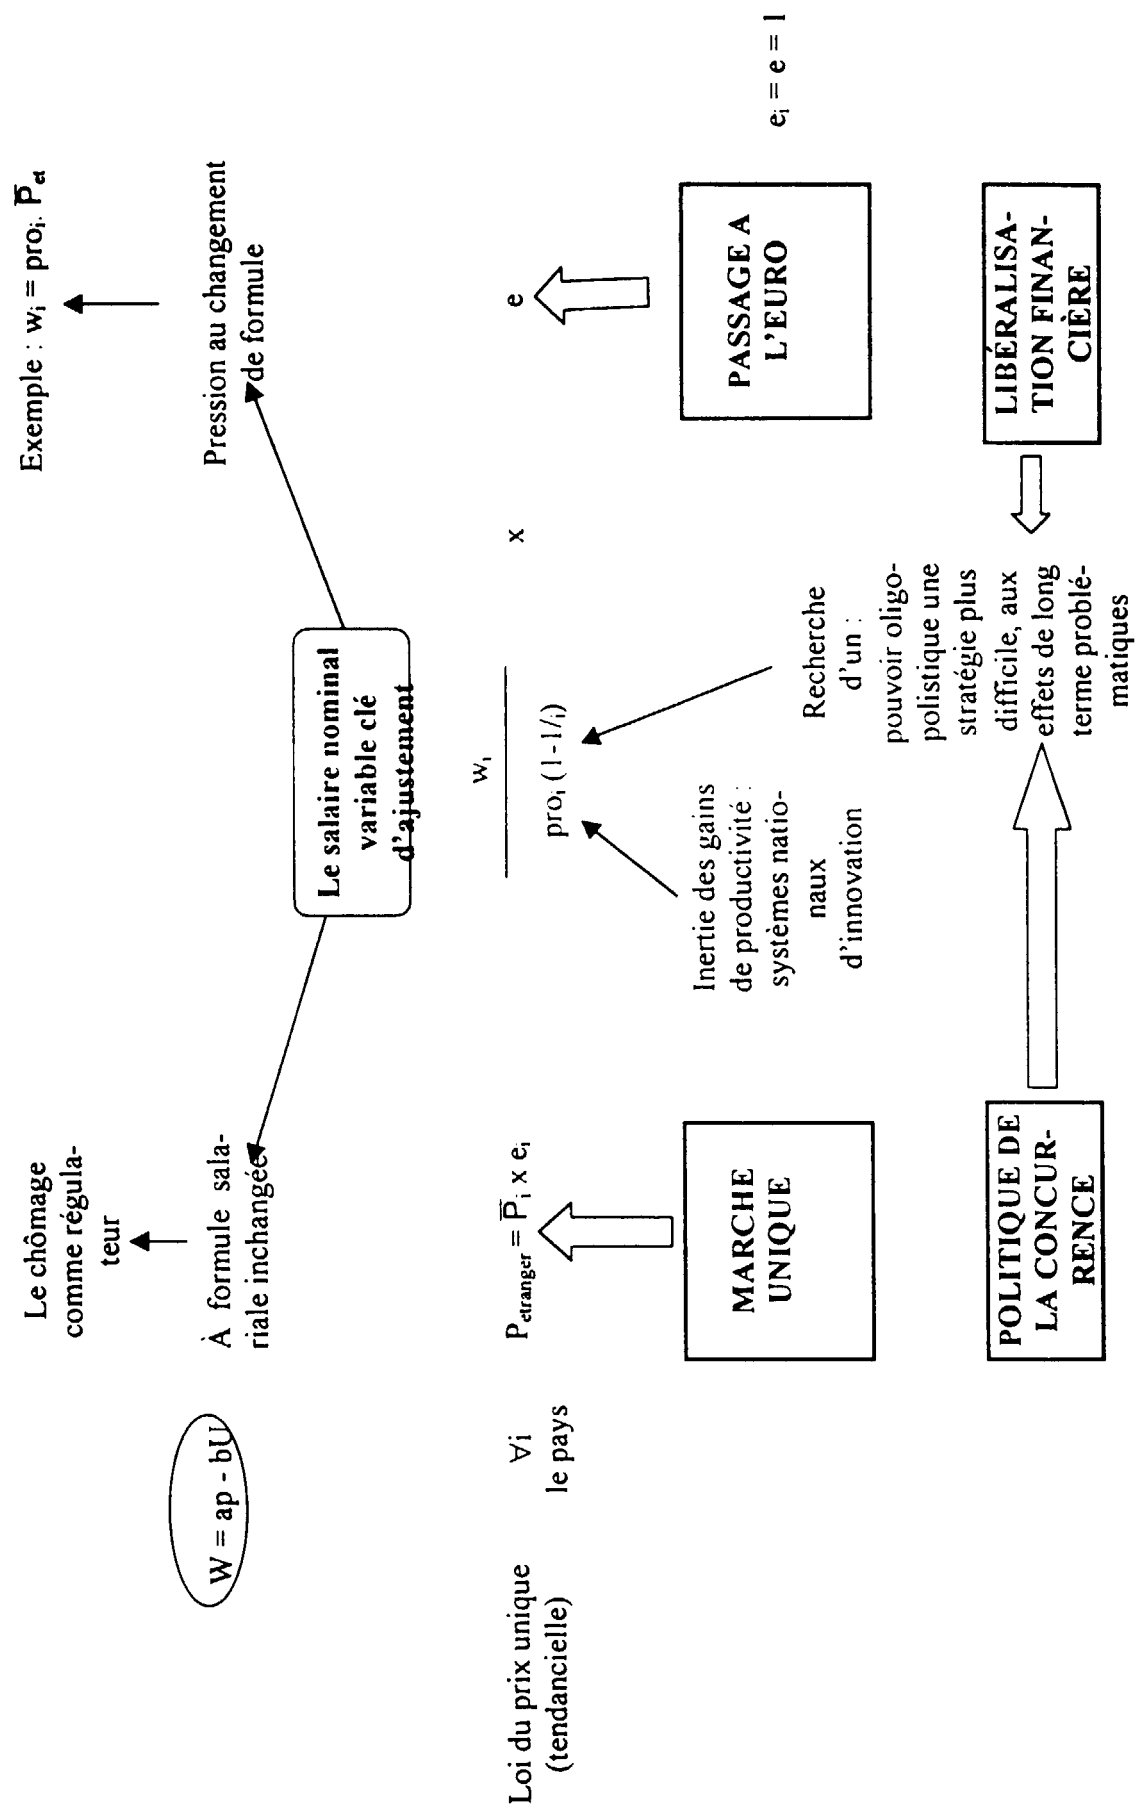 Le chômage
comme régula-
teur
Exemple : wᵢ = proᵢ. P̅ₑₜ
W = ap - bU
À formule sala-
riale inchangée
Pression au changement
de formule
Le salaire nominal
variable clé
d'ajustement
Loi du prix unique
(tendancielle)
∀i
le pays
Pₑₜᵣₐₙgₑᵣ = P̅ᵢ x eᵢ
wᵢ
proᵢ (1-1/ᵢ)
x
e
MARCHE
UNIQUE
Inertie des gains
de productivité :
systèmes natio-
naux
d'innovation
Recherche
d'un :
pouvoir oligo-
polistique une
stratégie plus
difficile, aux
effets de long
terme problé-
matiques
PASSAGE A
L'EURO
eᵢ = e = 1
POLITIQUE DE
LA CONCUR-
RENCE
LIBÉRALISA-
TION FINAN-
CIÈRE